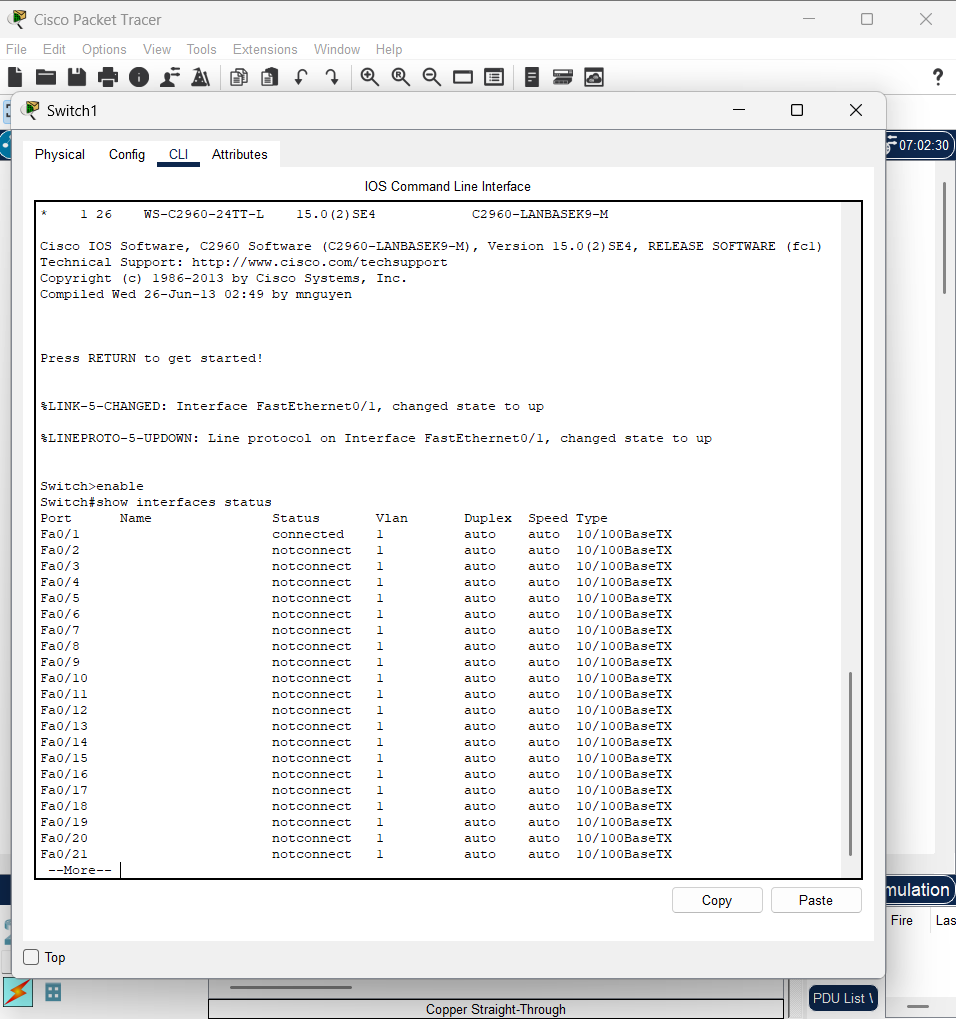 Cisco Packet Tracer
File Edit Options View Tools Extensions Window Help
?
Switch1
07:02:30
Physical Config CLI Attributes
IOS Command Line Interface
* 1 26 WS-C2960-24TT-L 15.0(2)SE4 C2960-LANBASEK9-M
Cisco IOS Software, C2960 Software (C2960-LANBASEK9-M), Version 15.0(2)SE4, RELEASE SOFTWARE (fc1)
Technical Support: http://www.cisco.com/techsupport
Copyright (c) 1986-2013 by Cisco Systems, Inc.
Compiled Wed 26-Jun-13 02:49 by mnguyen
Press RETURN to get started!
%LINK-5-CHANGED: Interface FastEthernet0/1, changed state to up
%LINEPROTO-5-UPDOWN: Line protocol on Interface FastEthernet0/1, changed state to up
Switch>enable
Switch#show interfaces status
Port Name Status Vlan Duplex Speed Type
Fa0/1 connected 1 auto auto 10/100BaseTX
Fa0/2 notconnect 1 auto auto 10/100BaseTX
Fa0/3 notconnect 1 auto auto 10/100BaseTX
Fa0/4 notconnect 1 auto auto 10/100BaseTX
Fa0/5 notconnect 1 auto auto 10/100BaseTX
Fa0/6 notconnect 1 auto auto 10/100BaseTX
Fa0/7 notconnect 1 auto auto 10/100BaseTX
Fa0/8 notconnect 1 auto auto 10/100BaseTX
Fa0/9 notconnect 1 auto auto 10/100BaseTX
Fa0/10 notconnect 1 auto auto 10/100BaseTX
Fa0/11 notconnect 1 auto auto 10/100BaseTX
Fa0/12 notconnect 1 auto auto 10/100BaseTX
Fa0/13 notconnect 1 auto auto 10/100BaseTX
Fa0/14 notconnect 1 auto auto 10/100BaseTX
Fa0/15 notconnect 1 auto auto 10/100BaseTX
Fa0/16 notconnect 1 auto auto 10/100BaseTX
Fa0/17 notconnect 1 auto auto 10/100BaseTX
Fa0/18 notconnect 1 auto auto 10/100BaseTX
Fa0/19 notconnect 1 auto auto 10/100BaseTX
Fa0/20 notconnect 1 auto auto 10/100BaseTX
Fa0/21 notconnect 1 auto auto 10/100BaseTX
--More--
Copy Paste
mulation
Fire Las
Top
PDU List \
Copper Straight-Through